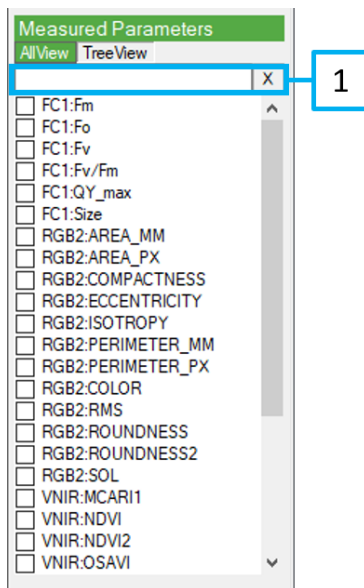 Measured Parameters
AllView TreeView
X
1
FC1:Fm
FC1:Fo
FC1:Fv
FC1:Fv/Fm
FC1:QY_max
FC1:Size
RGB2:AREA_MM
RGB2:AREA_PX
RGB2:COMPACTNESS
RGB2:ECCENTRICITY
RGB2:ISOTROPY
RGB2:PERIMETER_MM
RGB2:PERIMETER_PX
RGB2:COLOR
RGB2:RMS
RGB2:ROUNDNESS
RGB2:ROUNDNESS2
RGB2:SOL
VNIR:MCARI1
VNIR:NDVI
VNIR:NDVI2
VNIR:OSAVI